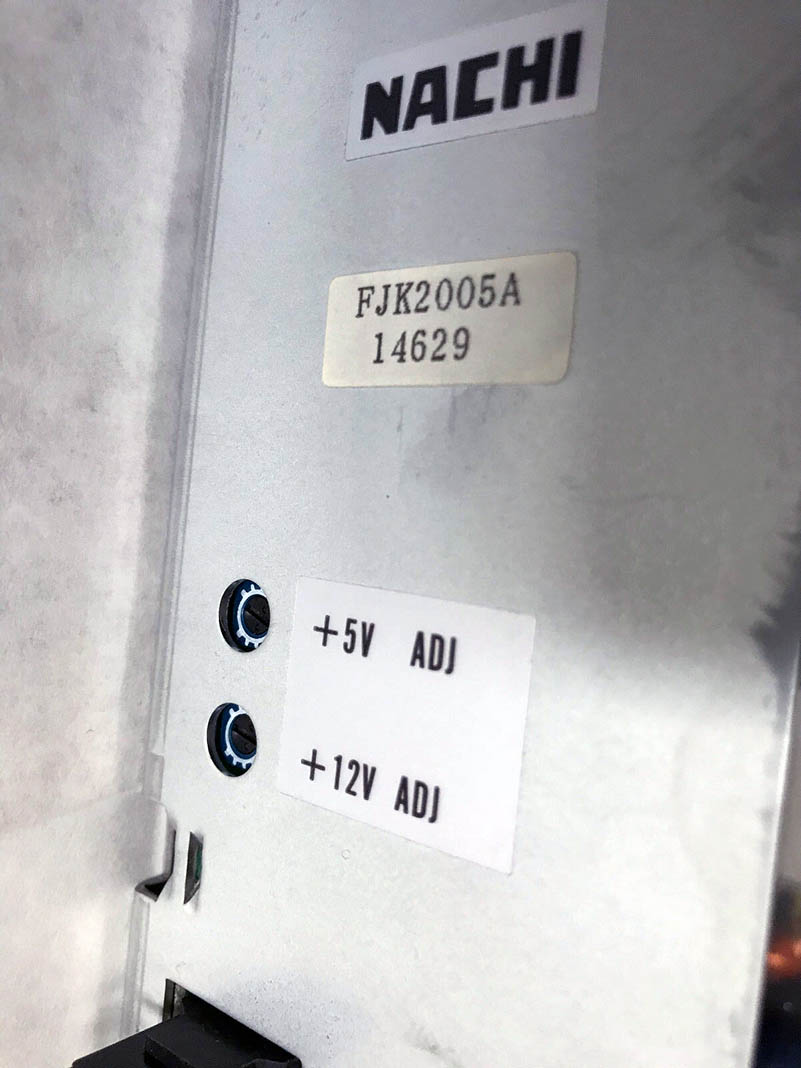 NACHI
FJK2005A
14629
+5V ADJ
+12V ADJ